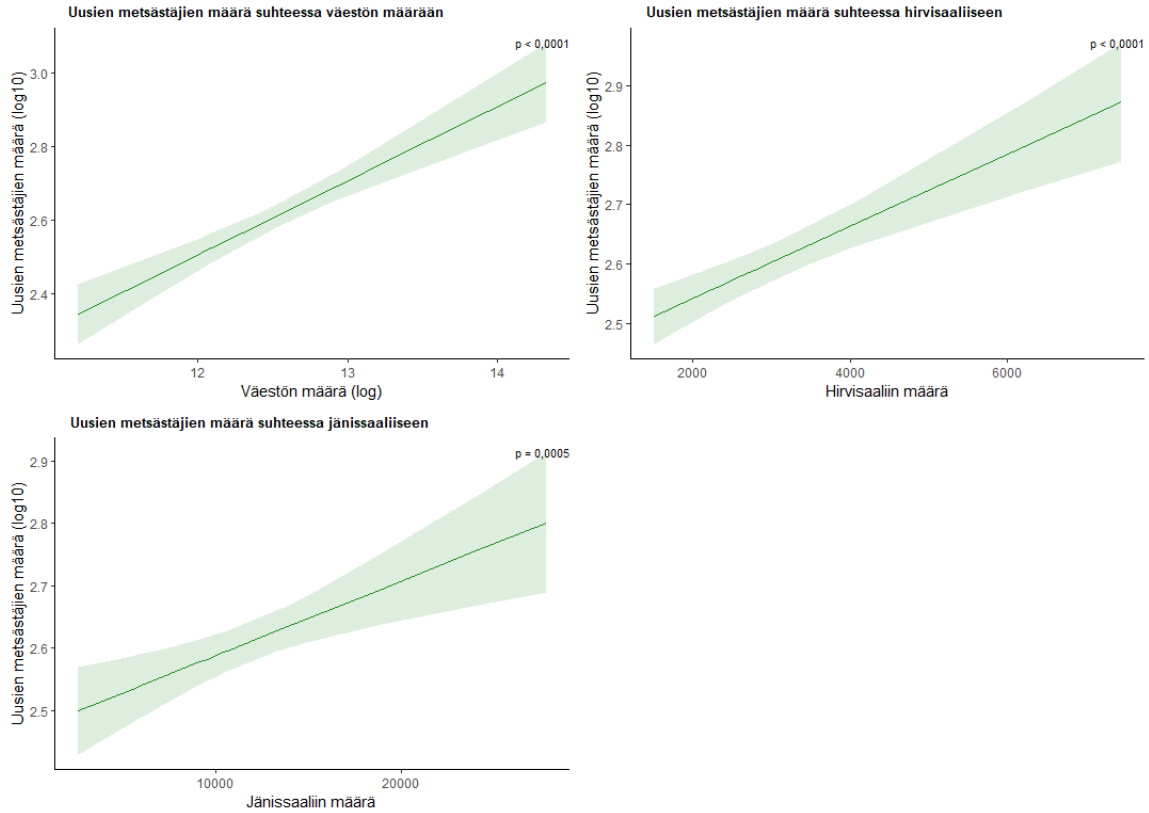 Uusien metsästäjien määrä suhteessa väestön määrään
p < 0,0001
Uusien metsästäjien määrä (log10)
3.0
2.8
2.6
2.4
12
13
14
Väestön määrä (log)
Uusien metsästäjien määrä suhteessa hirvisaaliiseen
p < 0,0001
Uusien metsästäjien määrä (log10)
2.9
2.8
2.7
2.6
2.5
2000
4000
6000
Hirvisaaliin määrä
Uusien metsästäjien määrä suhteessa jänissaaliiseen
p = 0,0005
Uusien metsästäjien määrä (log10)
2.9
2.8
2.7
2.6
2.5
10000
20000
Jänissaaliin määrä